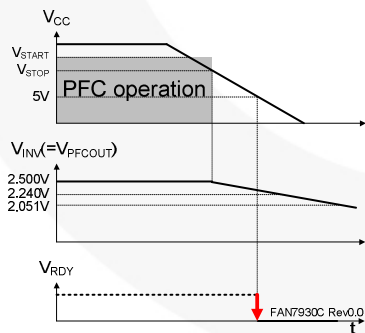 VCC
VSTART
VSTOP
PFC operation
5V
VINV(=VPFCOUT)
2.500V
2.240V
2,051V
VRDY
FAN7930C Rev0.0
t